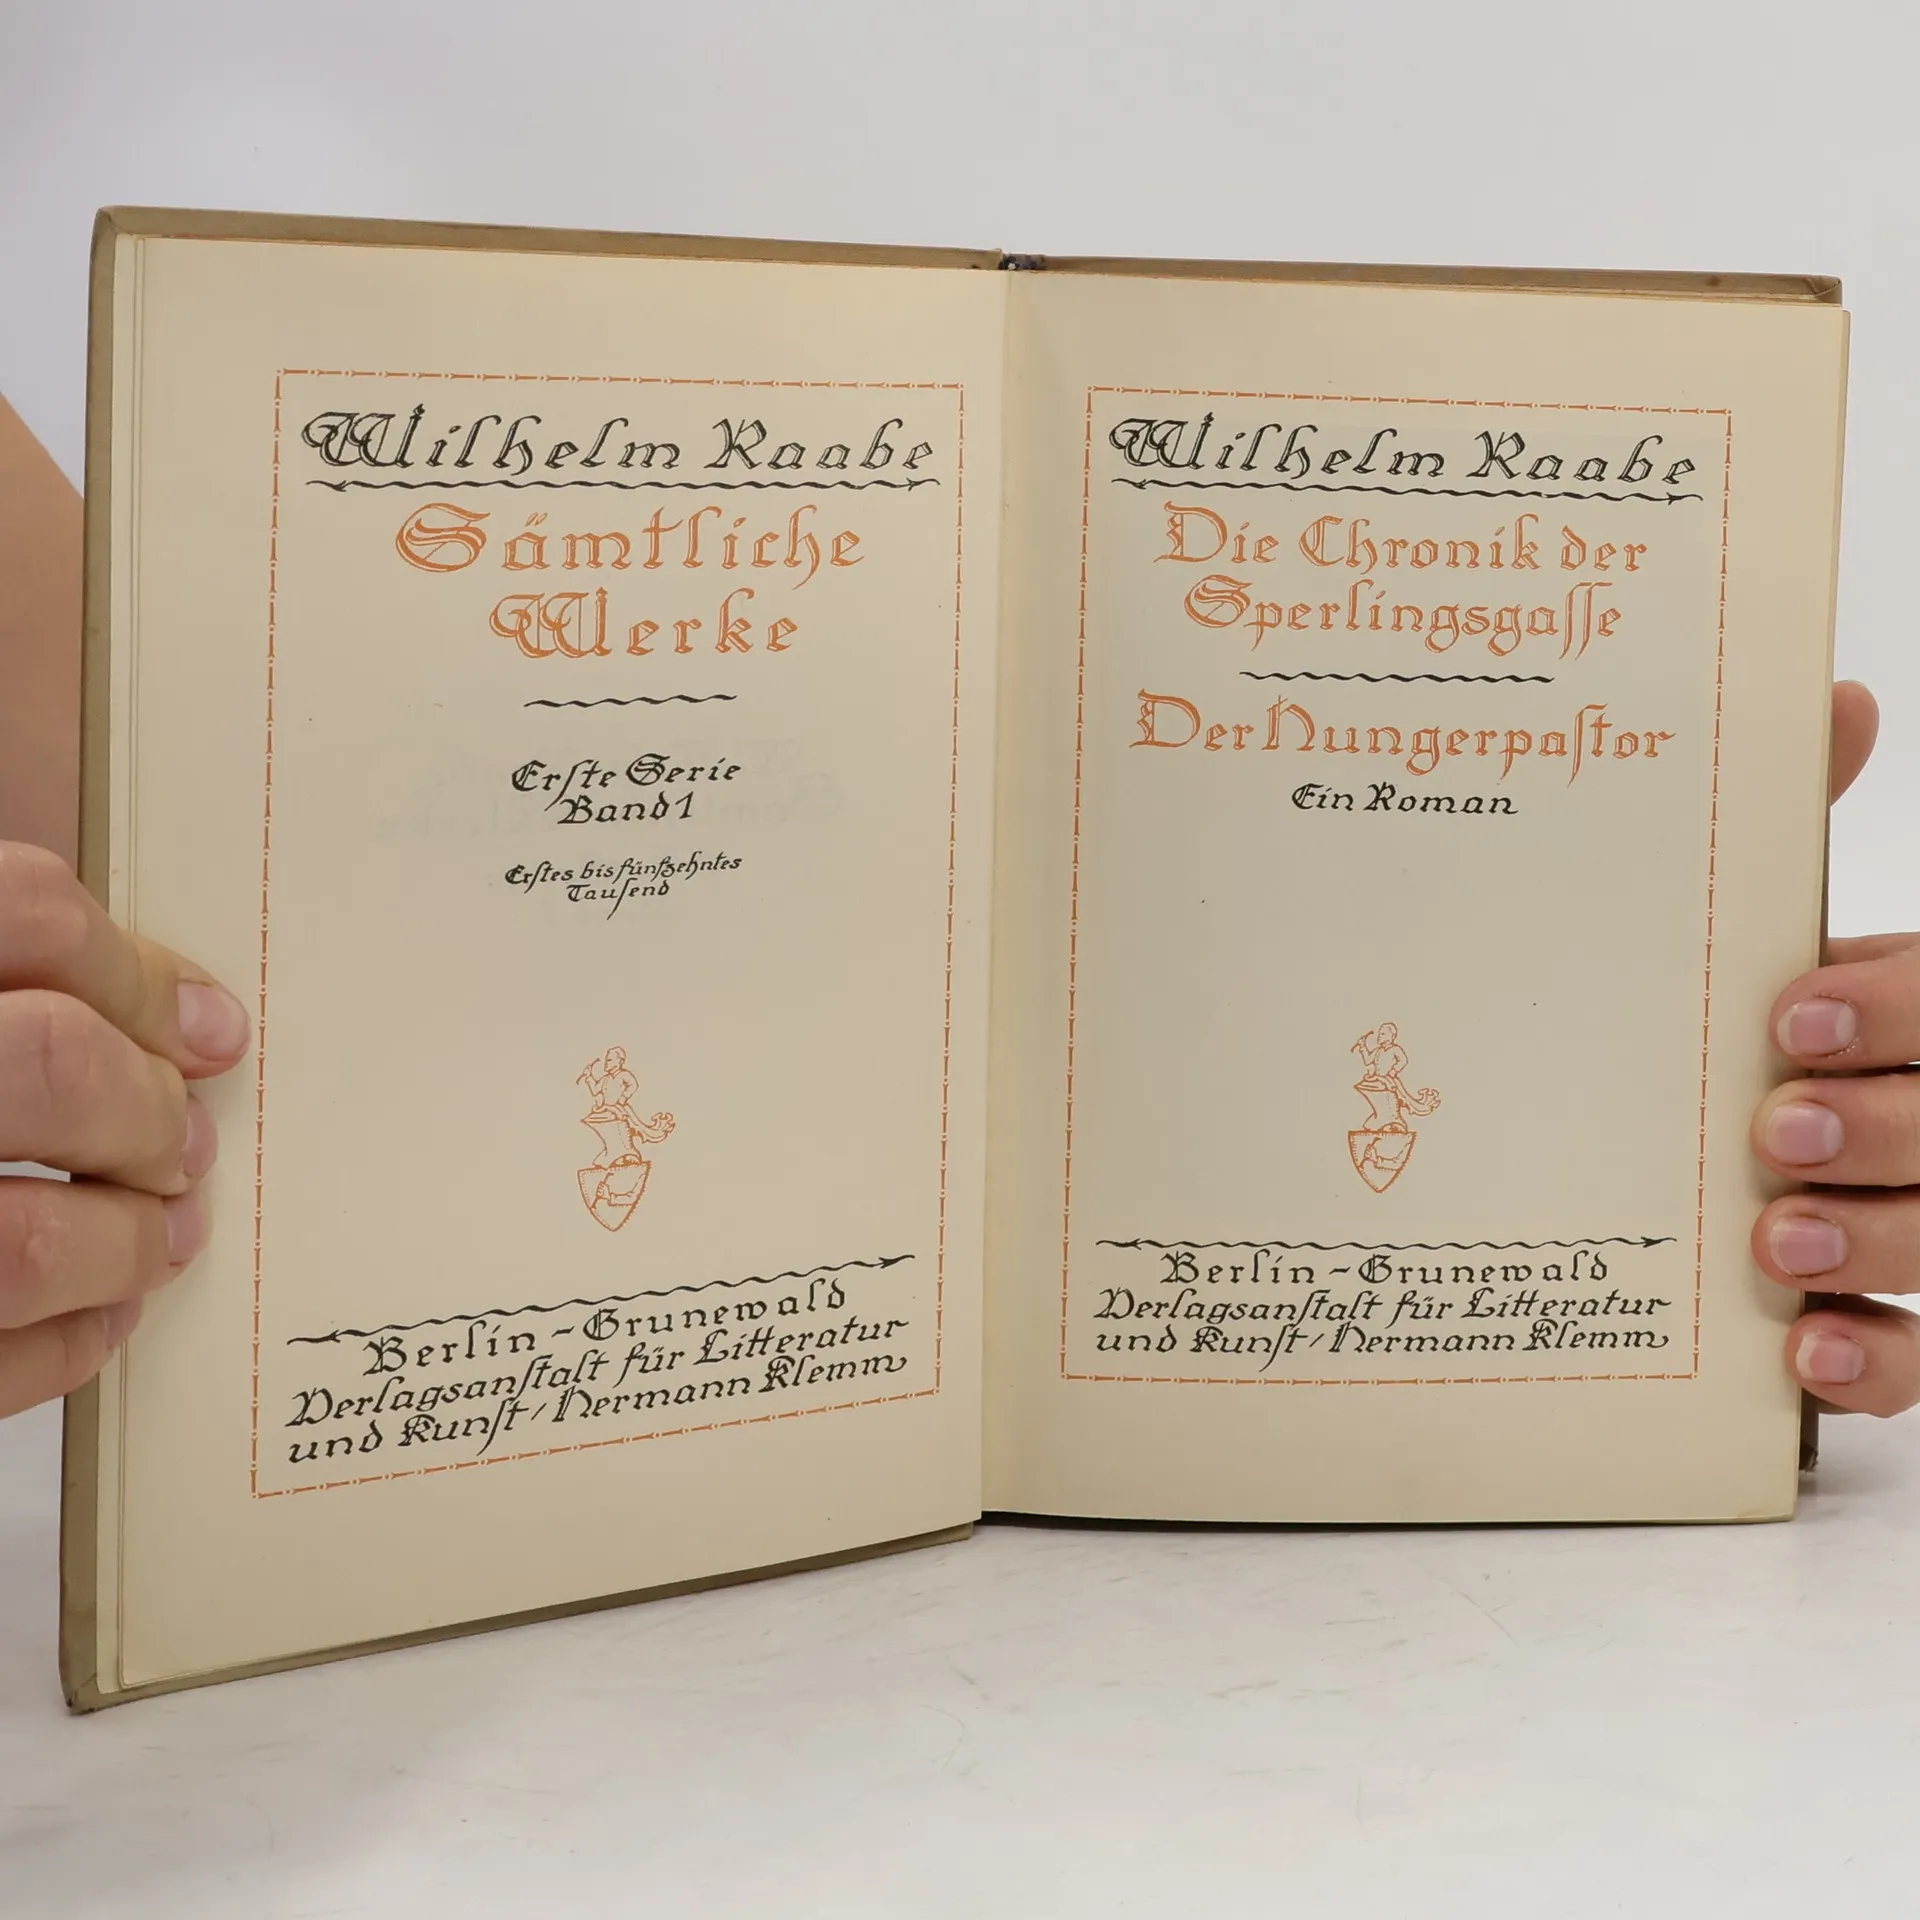 Wilhelm Raabe
Sämtliche
Werke
Erste Serie
Band 1
Erstes bis fünfzehntes
Tausend
Berlin-Grunewald
Verlagsanstalt für Litteratur
und Kunst / Hermann Klemm
Wilhelm Raabe
Die Chronik der
Sperlingsgasse
Der Hungerpastor
Ein Roman
Berlin-Grunewald
Verlagsanstalt für Litteratur
und Kunst / Hermann Klemm